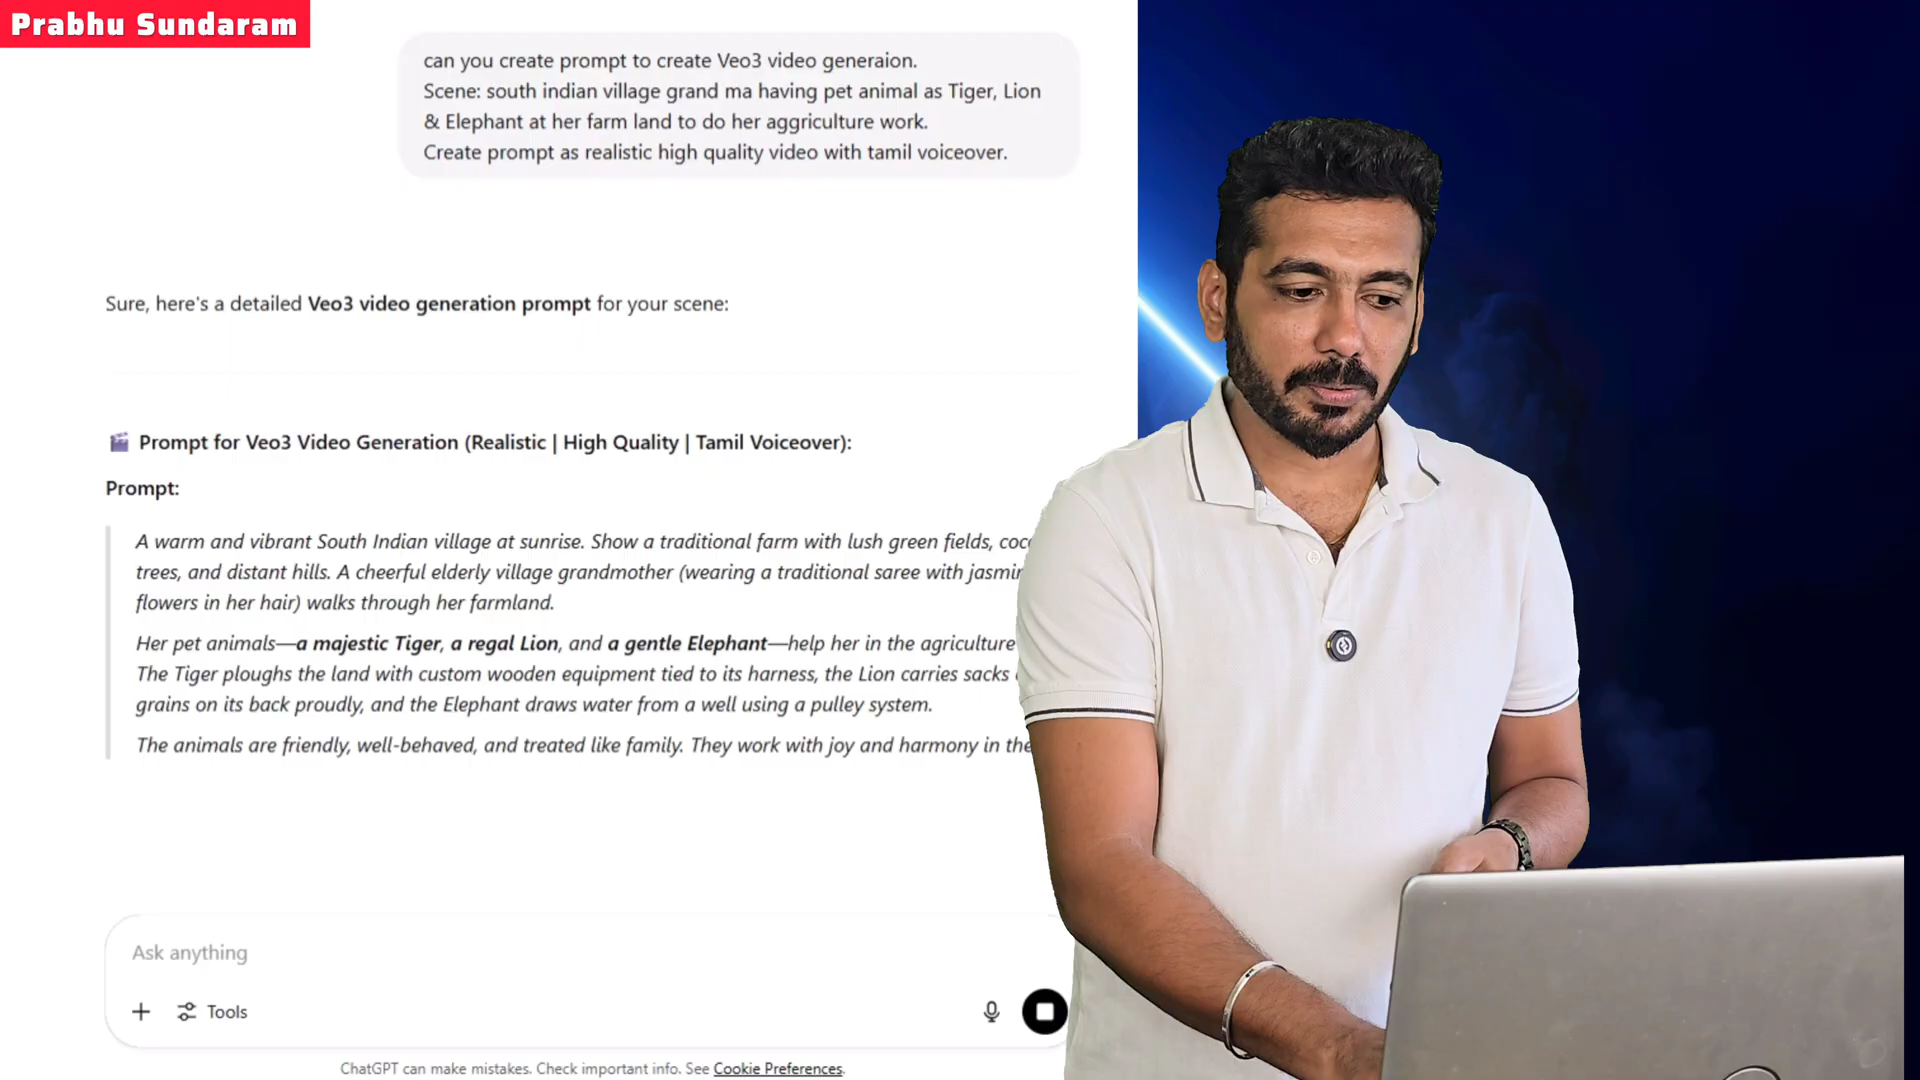 Prabhu Sundaram
can you create prompt to create Veo3 video generaion.
Scene: south indian village grand ma having pet animal as Tiger, Lion
& Elephant at her farm land to do her aggriculture work.
Create prompt as realistic high quality video with tamil voiceover.
Sure, here's a detailed Veo3 video generation prompt for your scene:
Prompt for Veo3 Video Generation (Realistic | High Quality | Tamil Voiceover):
Prompt:
A warm and vibrant South Indian village at sunrise. Show a traditional farm with lush green fields,
trees, and distant hills. A cheerful elderly village grandmother (wearing a traditional saree with
flowers in her hair) walks through her farmland.
Her pet animals—a majestic Tiger, a regal Lion, and a gentle Elephant—help her in the agriculture
The Tiger ploughs the land with custom wooden equipment tied to its harness, the Lion carries sacks
grains on its back proudly, and the Elephant draws water from a well using a pulley system.
The animals are friendly, well-behaved, and treated like family. They work with joy and harmony in
Ask anything
Tools
ChatGPT can make mistakes. Check important info. See Cookie Preferences.